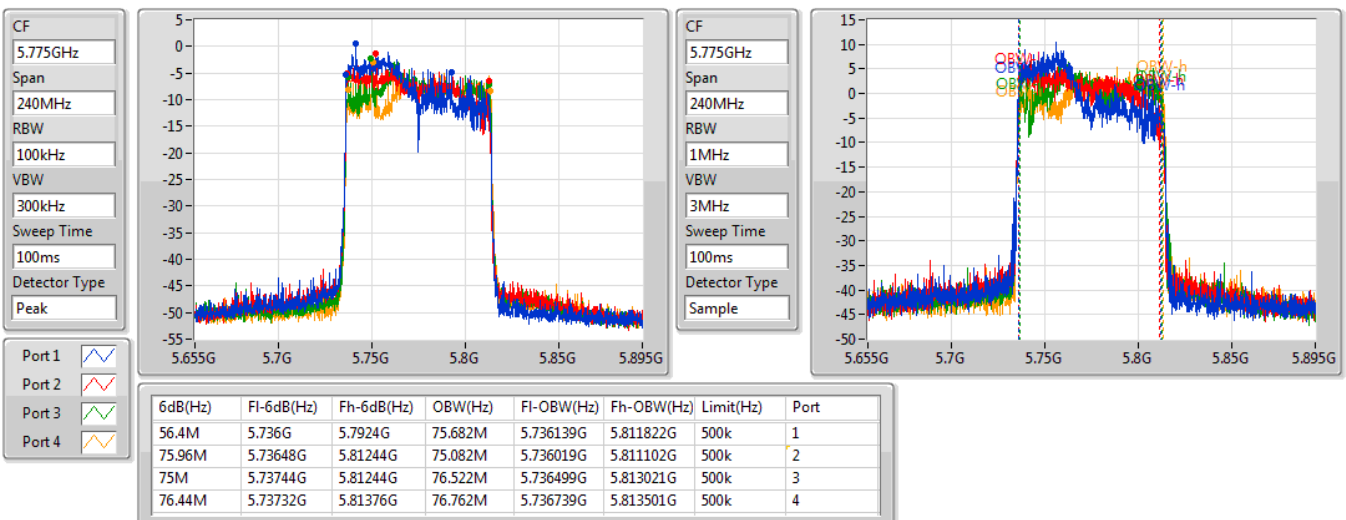 CF
5.775GHz
Span
240MHz
RBW
100kHz
VBW
300kHz
Sweep Time
100ms
Detector Type
Peak
5
0
-5
-10
-15
-20
-25
-30
-35
-40
-45
-50
-55
5.655G 5.7G 5.75G 5.8G 5.85G 5.895G
CF
5.775GHz
Span
240MHz
RBW
1MHz
VBW
3MHz
Sweep Time
100ms
Detector Type
Sample
15
10
5
0
-5
-10
-15
-20
-25
-30
-35
-40
-45
-50
OBW-h
5.655G 5.7G 5.75G 5.8G 5.85G 5.895G
Port 1
Port 2
Port 3
Port 4
6dB(Hz) Fl-6dB(Hz) Fh-6dB(Hz) OBW(Hz) Fl-OBW(Hz) Fh-OBW(Hz) Limit(Hz) Port
56.4M 5.736G 5.7924G 75.682M 5.736139G 5.811822G 500k 1
75.96M 5.73648G 5.81244G 75.082M 5.736019G 5.811102G 500k 2
75M 5.73744G 5.81244G 76.522M 5.736499G 5.813021G 500k 3
76.44M 5.73732G 5.81376G 76.762M 5.736739G 5.813501G 500k 4